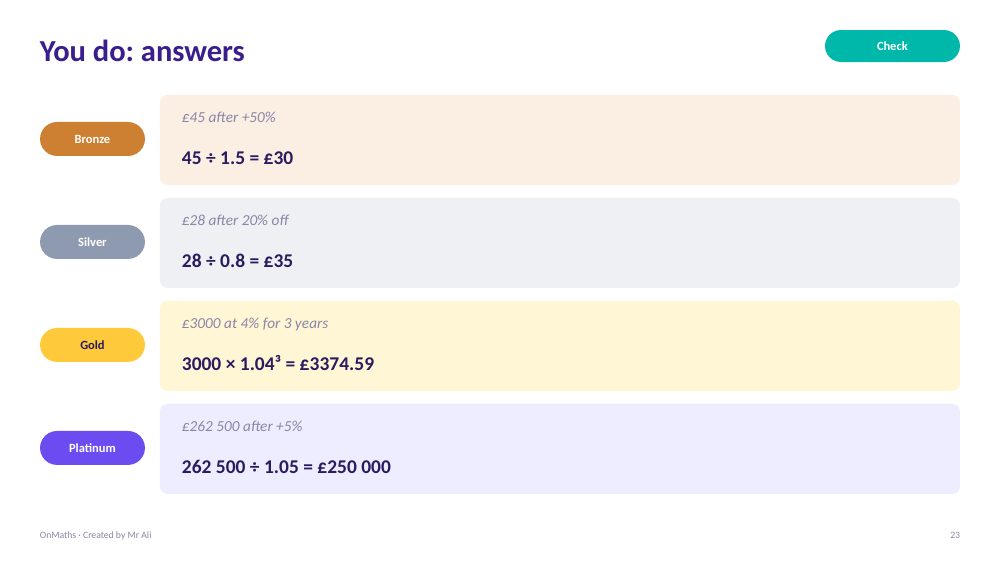 You do: answers
Check
Bronze
£45 after +50%
45 ÷ 1.5 = £30
Silver
£28 after 20% off
28 ÷ 0.8 = £35
Gold
£3000 at 4% for 3 years
3000 × 1.04³ = £3374.59
Platinum
£262 500 after +5%
262 500 ÷ 1.05 = £250 000
OnMaths · Created by Mr Ali
23